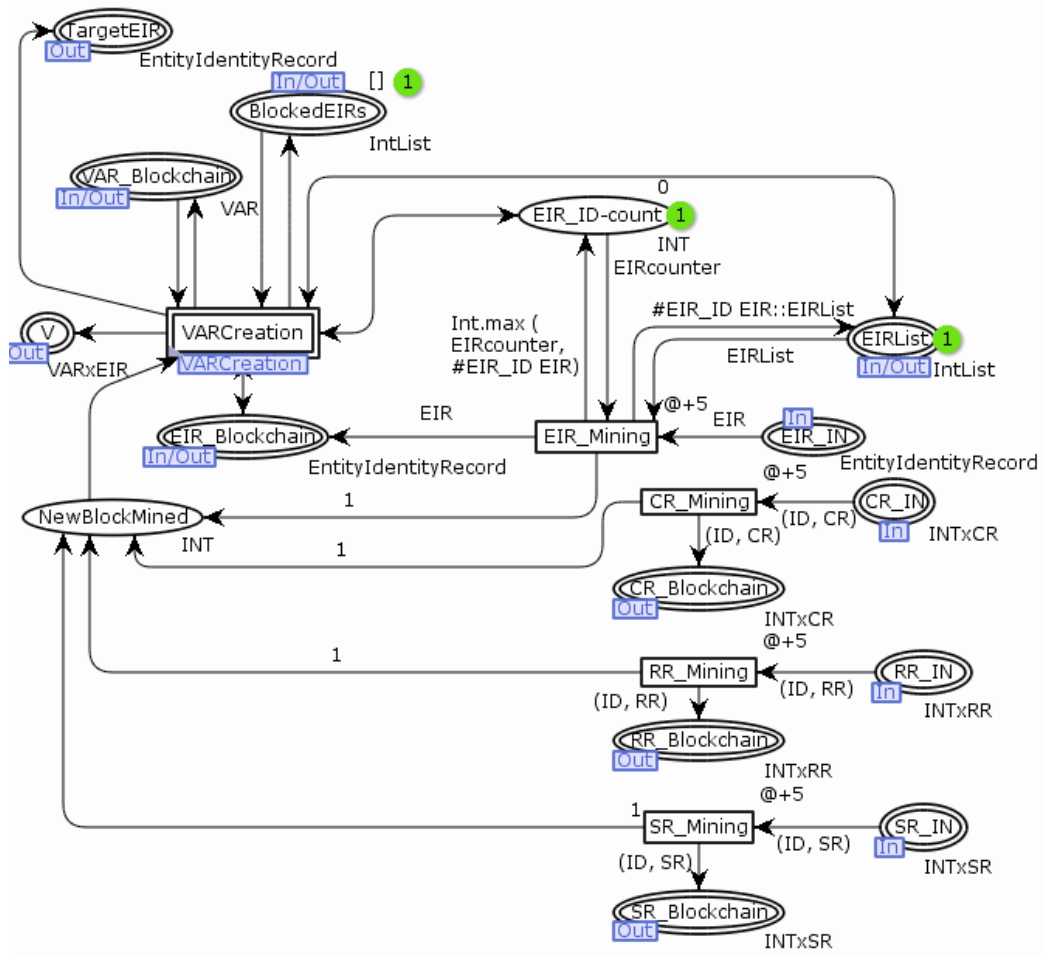 TargetEIR
Out
EntityIdentityRecord
In/Out
[] 1
BlockedEIRs
IntList
VAR_Blockchain
In/Out
VAR
0
EIR_ID-count 1
INT
EIRcounter
VARCreation
VARCreation
V
Out
VARxEIR
Int.max (
EIRcounter,
#EIR_ID EIR)
#EIR_ID EIR::EIRList
EIRList
EIRList 1
In/Out
IntList
@+5
EIR
EIR
EIR_Mining
In
EIR_IN
EntityIdentityRecord
EIR_Blockchain
In/Out
EntityIdentityRecord
@+5
1
NewBlockMined
INT
CR_Mining
(ID, CR)
CR_IN
In
INTxCR
(ID, CR)
1
CR_Blockchain
Out
INTxCR
@+5
1
RR_Mining
(ID, RR)
RR_IN
In
INTxRR
(ID, RR)
RR_Blockchain
Out
INTxRR
@+5
1
SR_Mining
(ID, SR)
SR_IN
In
INTxSR
(ID, SR)
SR_Blockchain
Out
INTxSR